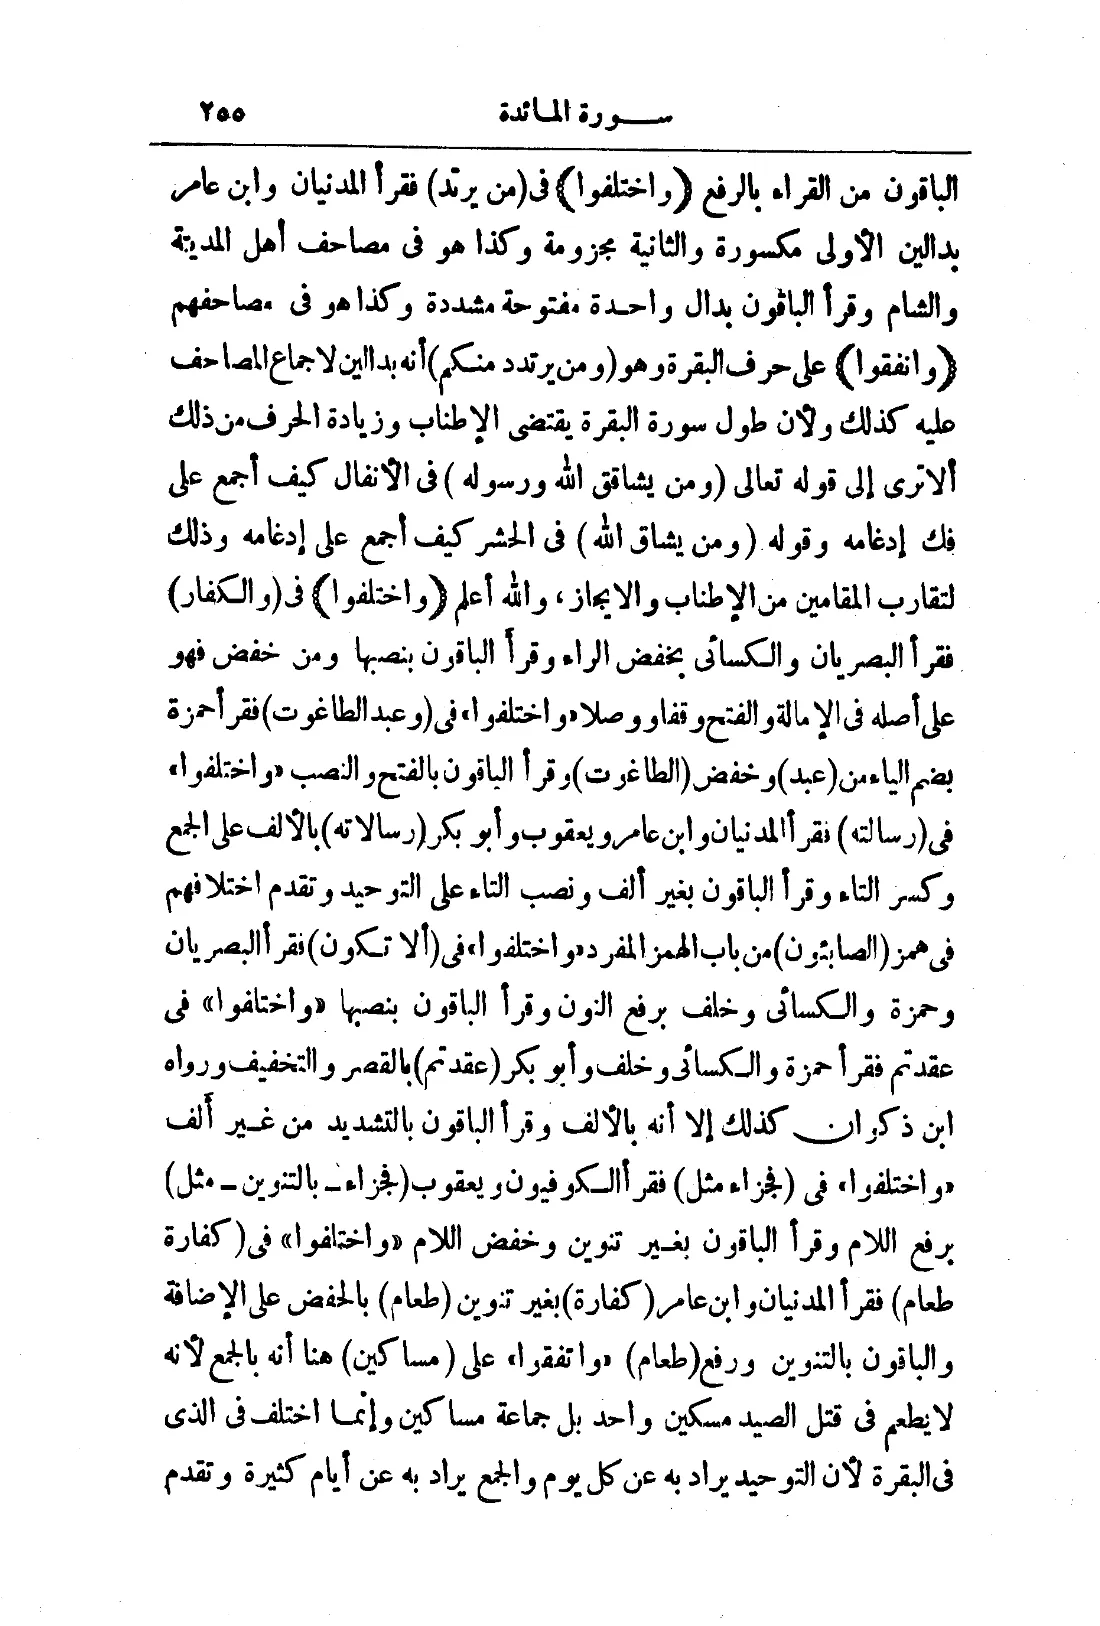 سورة المائدة ٢٥٥
الباقون من القراء بالرفع ﴿واختلفوا﴾ فى (من يرتد) فقرأ المدنيان وابن عامر
بدالين الأولى مكسورة والثانية مجزومة وكذا هو فى مصاحف أهل المدينة
والشام وقرأ الباقون بدال واحدة مفتوحة مشددة وكذا هو فى مصاحفهم
﴿واتفقوا﴾ على حرف البقرة وهو (ومن يرتدد منكم) أنه بدالين لاجماع المصاحف
عليه كذلك ولأن طول سورة البقرة يقتضى الإطناب وزيادة الحرف من ذلك
ألا ترى إلى قوله تعالى (ومن يشاقق الله ورسوله) فى الأنفال كيف أجمع على
فك إدغامه وقوله (ومن يشاق الله) فى الحشر كيف أجمع على إدغامه وذلك
لتقارب المقامين من الإطناب والايجاز، والله أعلم ﴿واختلفوا﴾ فى (والكفار)
فقرأ البصريان والكسائى بخفض الراء وقرأ الباقون بنصبها ومن خفض فهو
على أصله فى الإمالة والفتح وقفا ووصلا «واختلفوا» فى (وعبد الطاغوت) فقرأ حمزة
بضم الباء من (عبد) وخفض (الطاغوت) وقرأ الباقون بالفتح والنصب «واختلفوا»
فى (رسالته) فقرأ المدنيان وابن عامر ويعقوب وأبو بكر (رسالاته) بالألف على الجمع
وكسر التاء وقرأ الباقون بغير ألف ونصب التاء على التوحيد وتقدم اختلافهم
فى همز (الصابئون) من باب الهمز المفرد «واختلفوا» فى (ألا تكون) فقرأ البصريان
وحمزة والكسائى وخلف برفع النون وقرأ الباقون بنصبها «واختلفوا» فى
عقدتم فقرأ حمزة والكسائى وخلف وأبو بكر (عقدتم) بالقصر والتخفيف ورواه
ابن ذكوان كذلك إلا أنه بالألف وقرأ الباقون بالتشديد من غير ألف
«واختلفوا» فى (فجزاء مثل) فقرأ الكوفيون ويعقوب (فجزاء ـ بالتنوين ـ مثل)
برفع اللام وقرأ الباقون بغير تنوين وخفض اللام «واختلفوا» فى (كفارة
طعام) فقرأ المدنيان وابن عامر (كفارة) بغير تنوين (طعام) بالخفض على الإضافة
والباقون بالتنوين ورفع (طعام) «واتفقوا» على (مساكين) هنا أنه بالجمع لأنه
لا يطعم فى قتل الصيد مسكين واحد بل جماعة مساكين وإنما اختلف فى الذى
فى البقرة لأن التوحيد يراد به عن كل يوم والجمع يراد به عن أيام كثيرة وتقدم